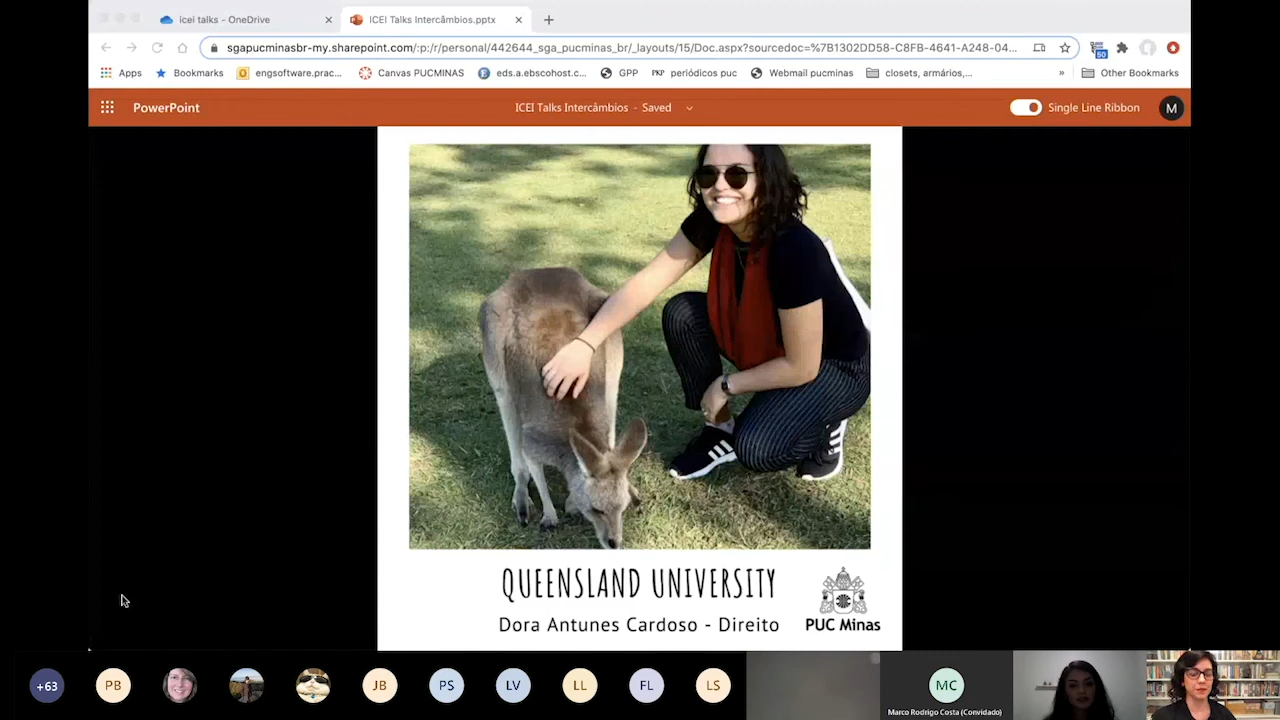 icei talks - OneDrive
ICEI Talks Intercâmbios.pptx
sgapucminasbr-my.sharepoint.com/:p:/r/personal/442644_sga_pucminas_br/_layouts/15/Doc.aspx?sourcedoc=%7B1302DD58-C8FB-4641-A248-04...
50
Apps
Bookmarks
engsoftware.prac...
Canvas PUCMINAS
eds.a.ebscohost.c...
GPP
PKP periódicos puc
Webmail pucminas
closets, armários,...
»
Other Bookmarks
PowerPoint
ICEI Talks Intercâmbios - Saved
Single Line Ribbon
M
QUEENSLAND UNIVERSITY
Dora Antunes Cardoso - Direito
PUC Minas
+63
PB
JB
PS
LV
LL
FL
LS
MC
Marco Rodrigo Costa (Convidado)